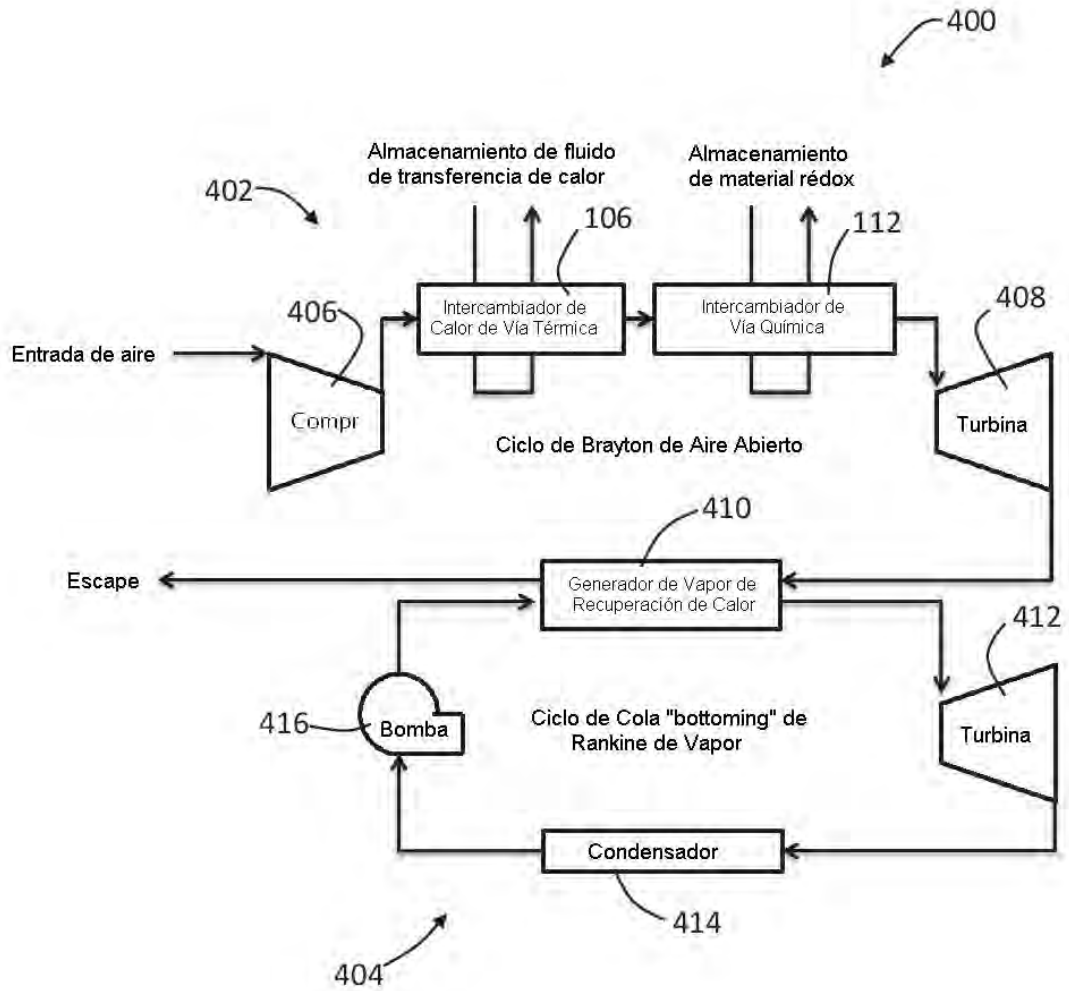 400
Almacenamiento de fluido
de transferencia de calor
Almacenamiento
de material rédox
402
106
112
Intercambiador de
Calor de Vía Térmica
Intercambiador de
Vía Química
406
408
Entrada de aire
Compr
Turbina
Ciclo de Brayton de Aire Abierto
410
Escape
Generador de Vapor de
Recuperación de Calor
412
416
Bomba
Ciclo de Cola "bottoming" de
Rankine de Vapor
Turbina
Condensador
414
404